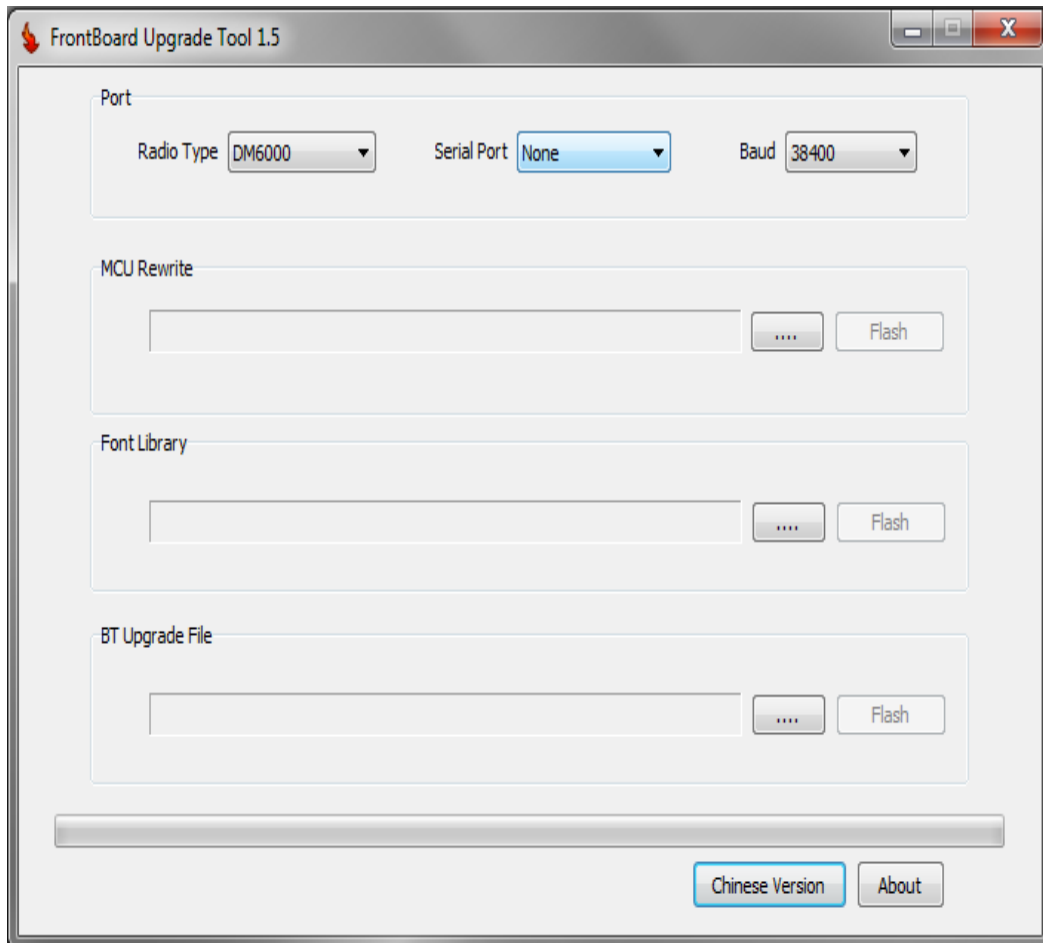 FrontBoard Upgrade Tool 1.5
Port
Radio Type DM6000 Serial Port None Baud 38400
MCU Rewrite
.... Flash
Font Library
.... Flash
BT Upgrade File
.... Flash
Chinese Version About